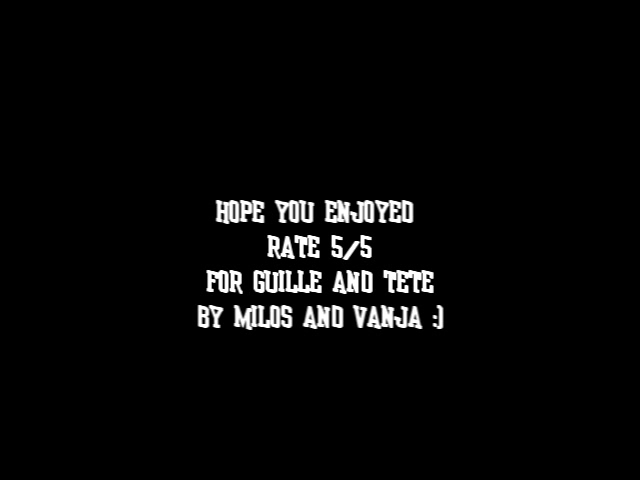 HOPE YOU ENJOYED
RATE 5/5
FOR GUILLE AND TETE
BY MILOS AND VANJA :)